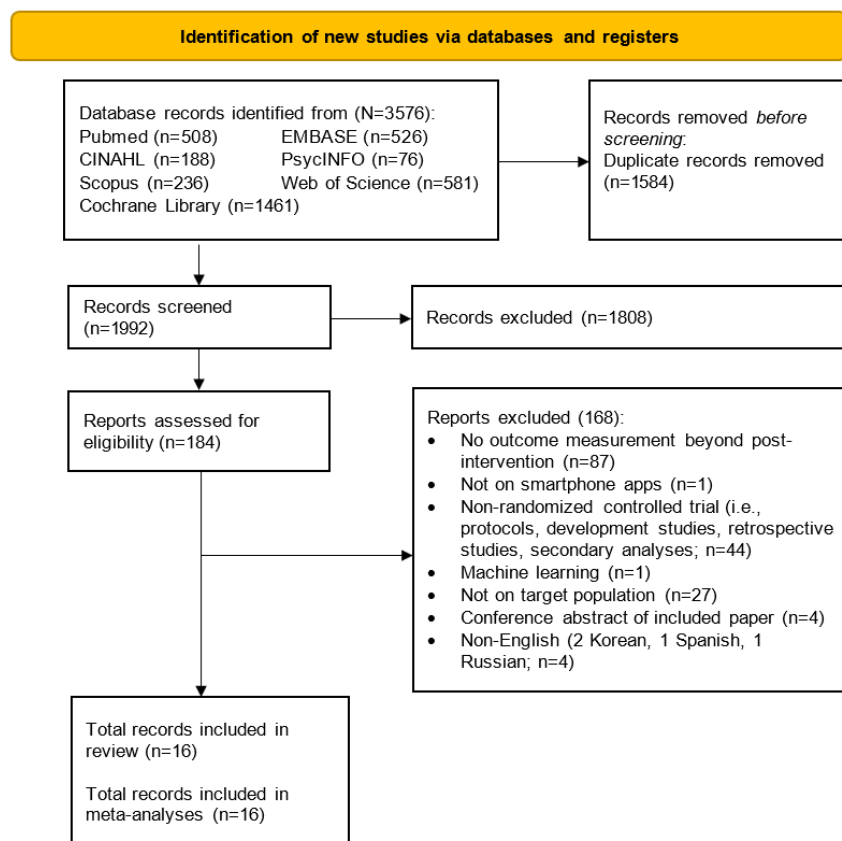 Identification of new studies via databases and registers
Database records identified from (N=3576):
Pubmed (n=508) EMBASE (n=526)
CINAHL (n=188) PsycINFO (n=76)
Scopus (n=236) Web of Science (n=581)
Cochrane Library (n=1461)
Records removed before
screening:
Duplicate records removed
(n=1584)
Records screened
(n=1992)
Records excluded (n=1808)
Reports assessed for
eligibility (n=184)
Reports excluded (168):
• No outcome measurement beyond post-
intervention (n=87)
• Not on smartphone apps (n=1)
• Non-randomized controlled trial (i.e.,
protocols, development studies, retrospective
studies, secondary analyses; n=44)
• Machine learning (n=1)
• Not on target population (n=27)
• Conference abstract of included paper (n=4)
• Non-English (2 Korean, 1 Spanish, 1
Russian; n=4)
Total records included in
review (n=16)
Total records included in
meta-analyses (n=16)